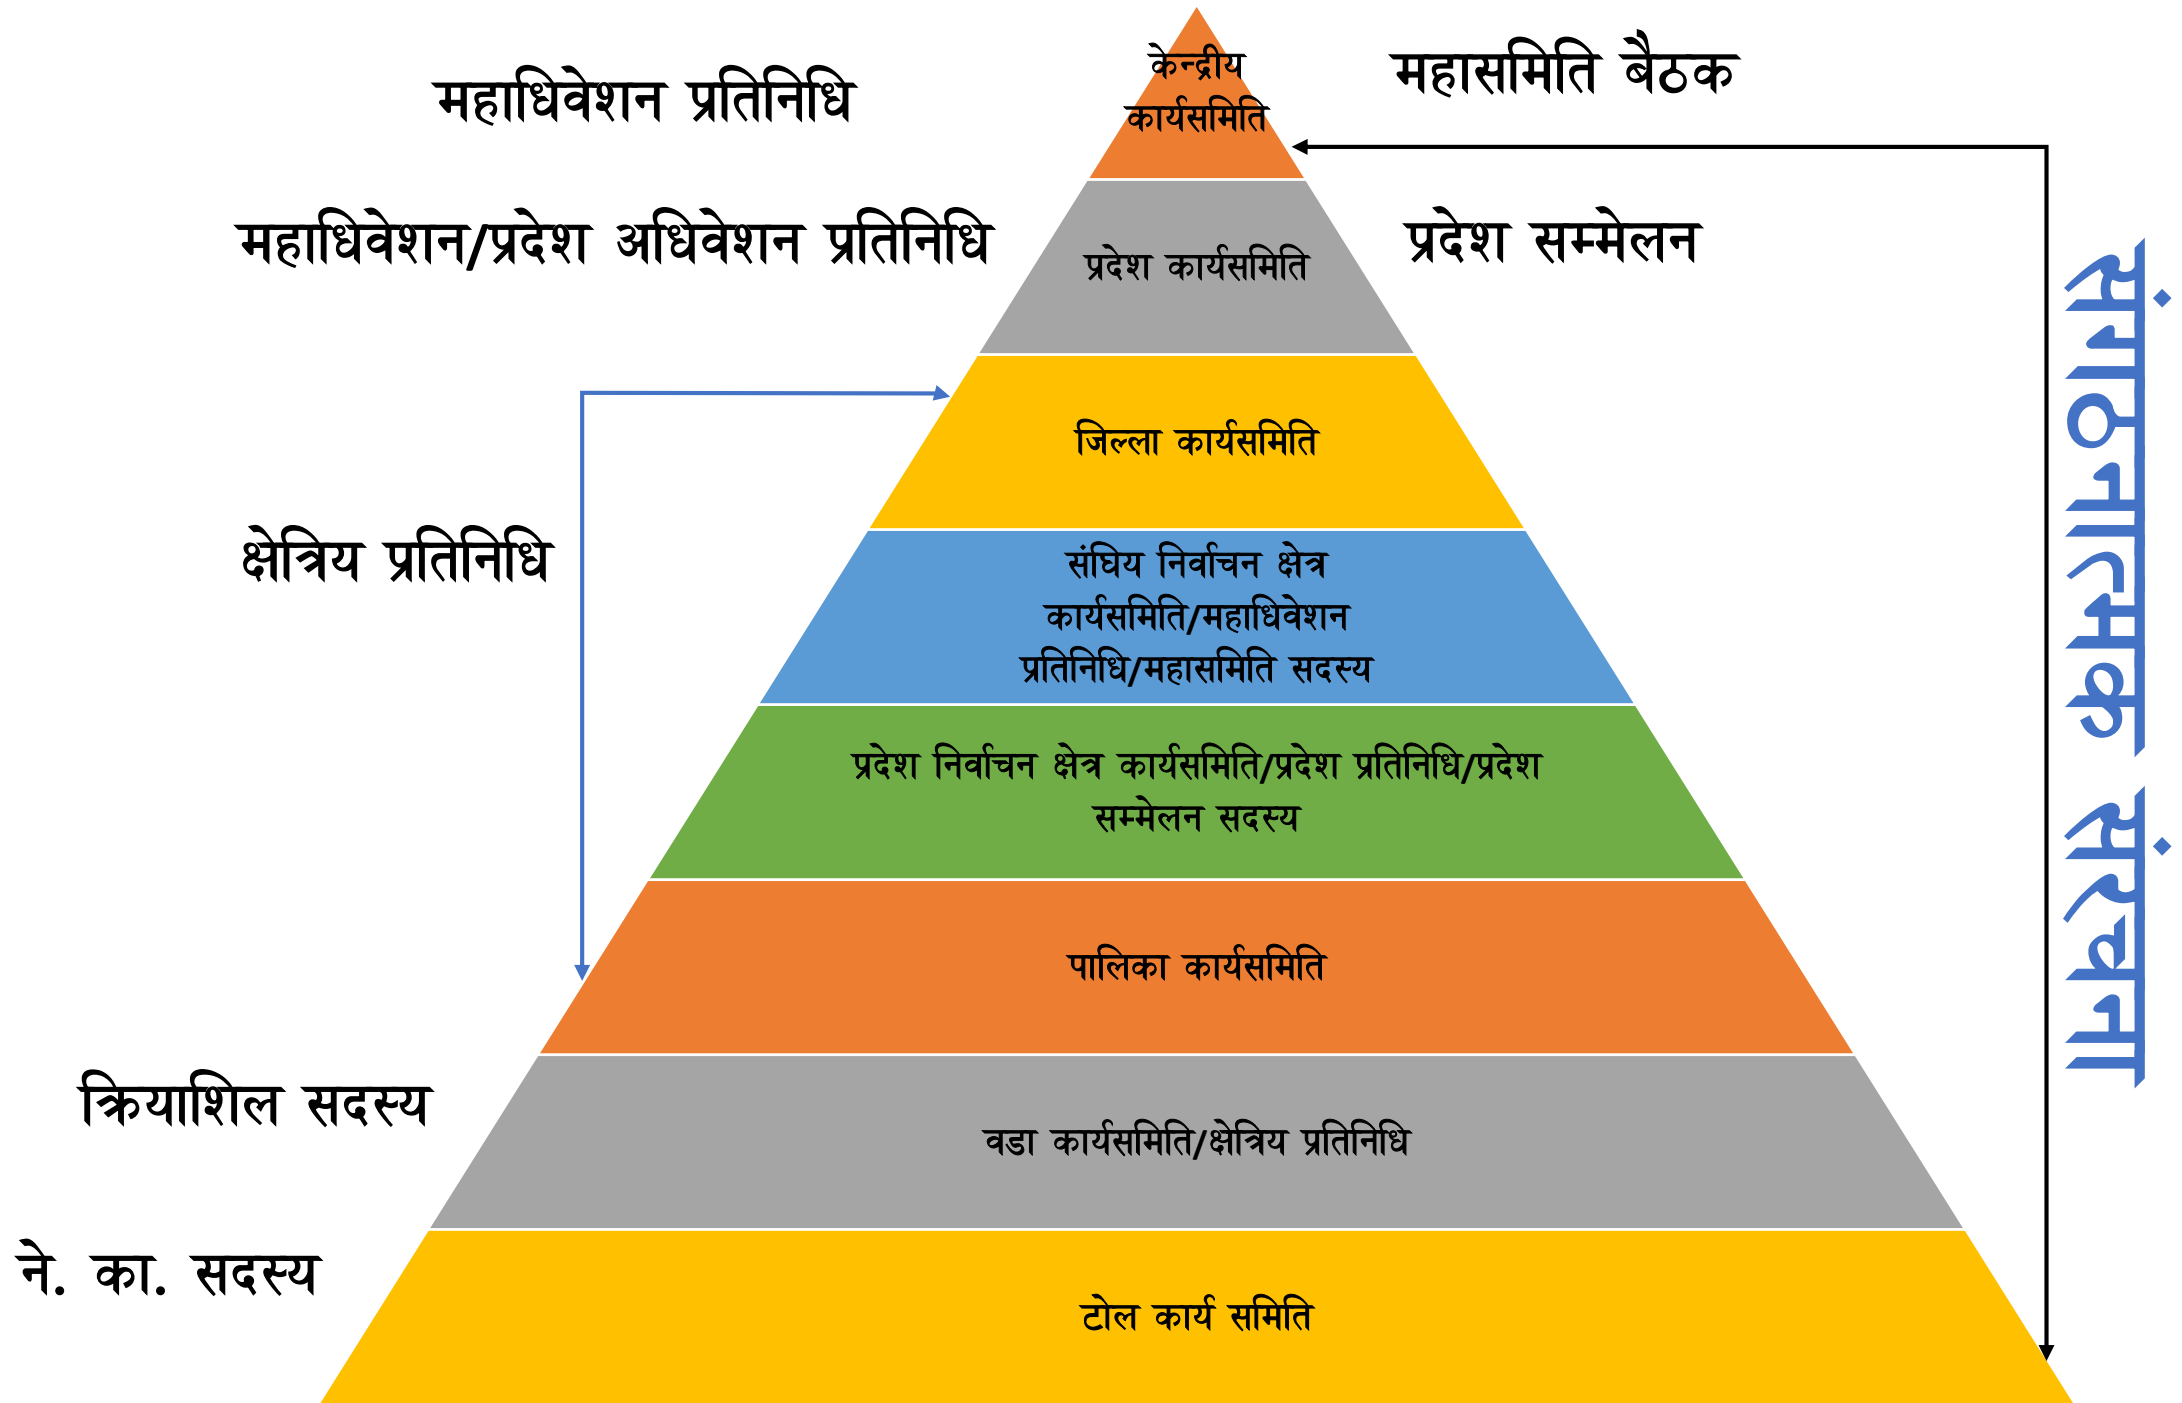 केन्द्रीय
कार्यसमिति
महासमिति बैठक
महाधिवेशन प्रतिनिधि
महाधिवेशन/प्रदेश अधिवेशन प्रतिनिधि
प्रदेश कार्यसमिति
प्रदेश सम्मेलन
जिल्ला कार्यसमिति
क्षेत्रिय प्रतिनिधि
संघिय निर्वाचन क्षेत्र
कार्यसमिति/महाधिवेशन
प्रतिनिधि/महासमिति सदस्य
प्रदेश निर्वाचन क्षेत्र कार्यसमिति/प्रदेश प्रतिनिधि/प्रदेश
सम्मेलन सदस्य
पालिका कार्यसमिति
क्रियाशिल सदस्य
वडा कार्यसमिति/क्षेत्रिय प्रतिनिधि
ने. का. सदस्य
टोल कार्य समिति
संगठनात्मक संरचना